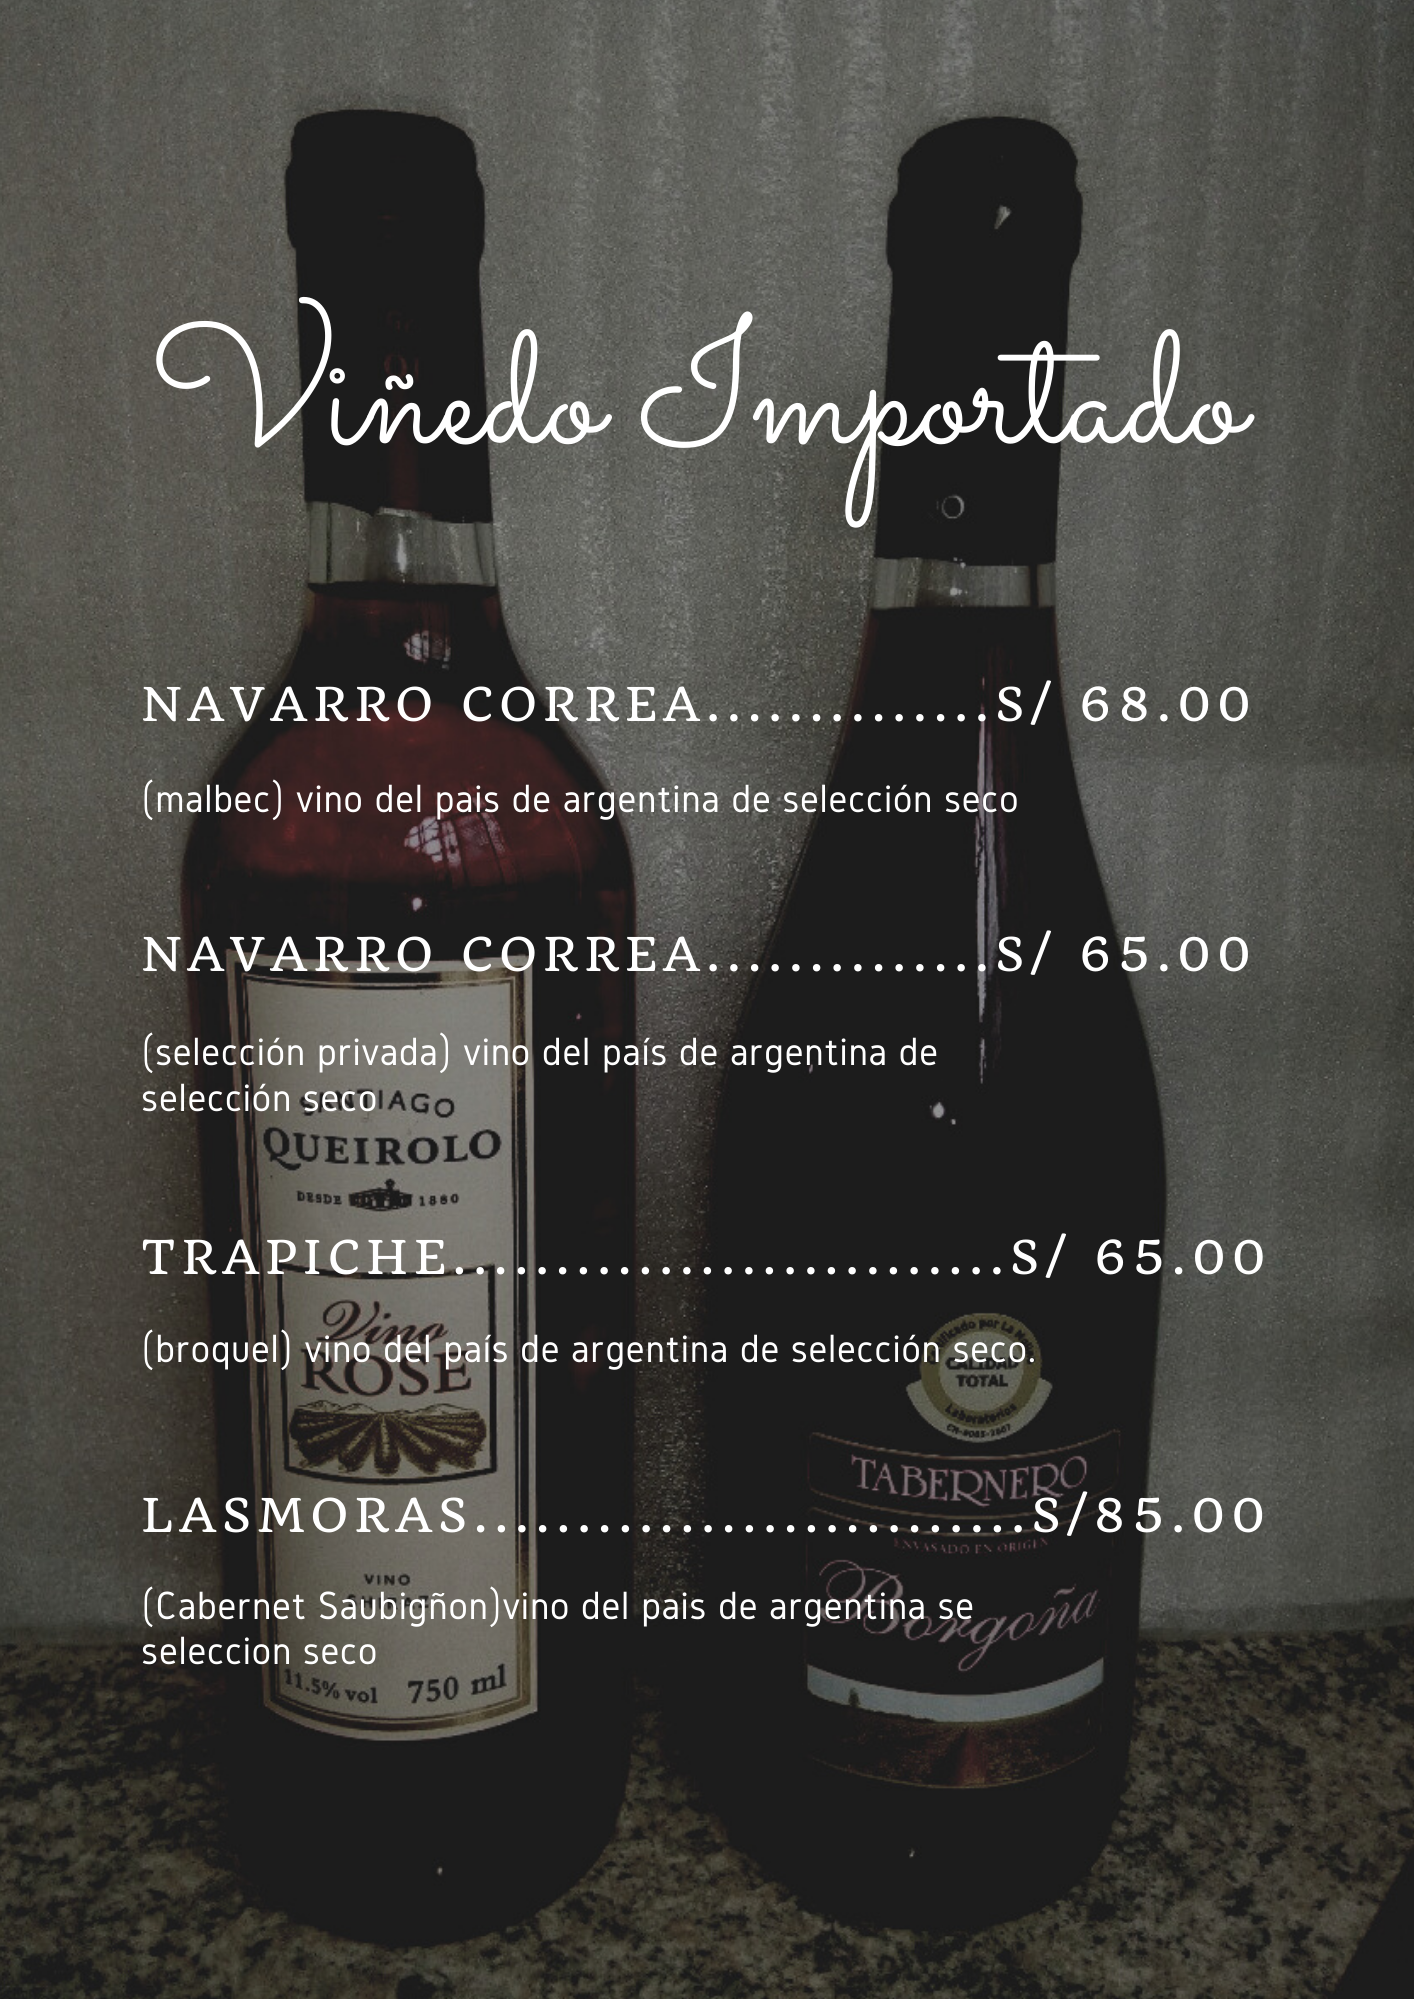 Viñedo Importado
NAVARRO CORREA..............S/ 68.00
(malbec) vino del pais de argentina de selección seco
NAVARRO CORREA..............S/ 65.00
(selección privada) vino del país de argentina de
selección seco
SANTIAGO
QUEIROLO
DESDE 1880
TRAPICHE...........................S/ 65.00
Vino
(broquel) vino del país de argentina de selección seco.
ROSE
CALIDAD
TOTAL
Laboratorios
TABERNERO
LASMORAS...........................S/85.00
ENVASADO EN ORIGEN
Borgoña
VINO
(Cabernet Saubigñon)vino del pais de argentina se
seleccion seco
11.5% vol 750 ml